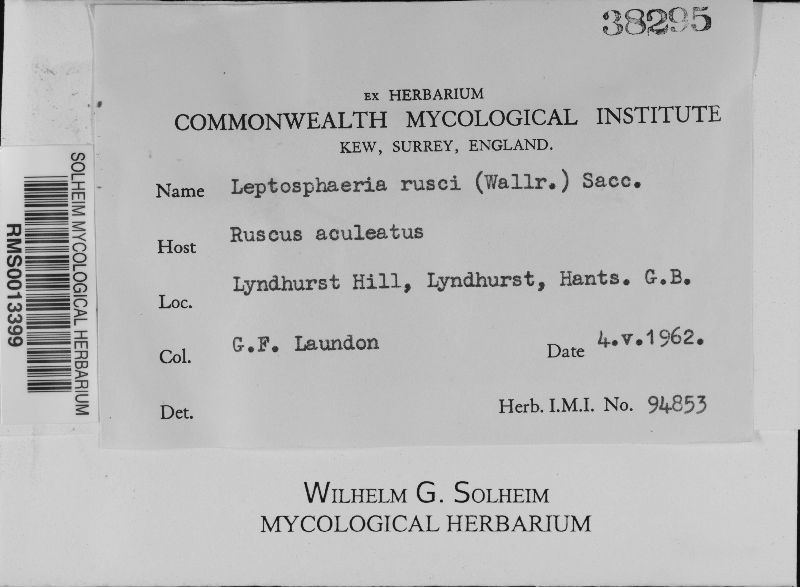 38295
EX HERBARIUM
COMMONWEALTH MYCOLOGICAL INSTITUTE
KEW, SURREY, ENGLAND.
Name Leptosphaeria rusci (Wallr.) Sacc.
Host Ruscus aculeatus
Loc. Lyndhurst Hill, Lyndhurst, Hants. G.B.
Col. G.F. Laundon Date 4.v.1962.
Det. Herb. I.M.I. No. 94853
SOLHEIM MYCOLOGICAL HERBARIUM
RMS0013399
WILHELM G. SOLHEIM
MYCOLOGICAL HERBARIUM